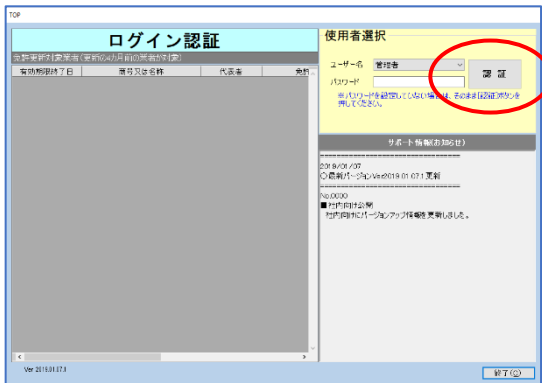 TOP
ログイン認証
免許更新対象業者(更新の4カ月前の業者が対象)
有効期限終了日 商号又は名称 代表者 免許
使用者選択
ユーザー名 管理者
パスワード
認 証
※パスワードを設定していない場合は、そのまま[認証]ボタンを
押してください。
サポート情報(お知らせ)
2019/01/07
○最新バージョンVer2019.01.07.1更新
No.0000
■社内向け公開
社内向けにバージョンアップ情報を更新しました。
Ver 2019.01.07.1
終了(C)